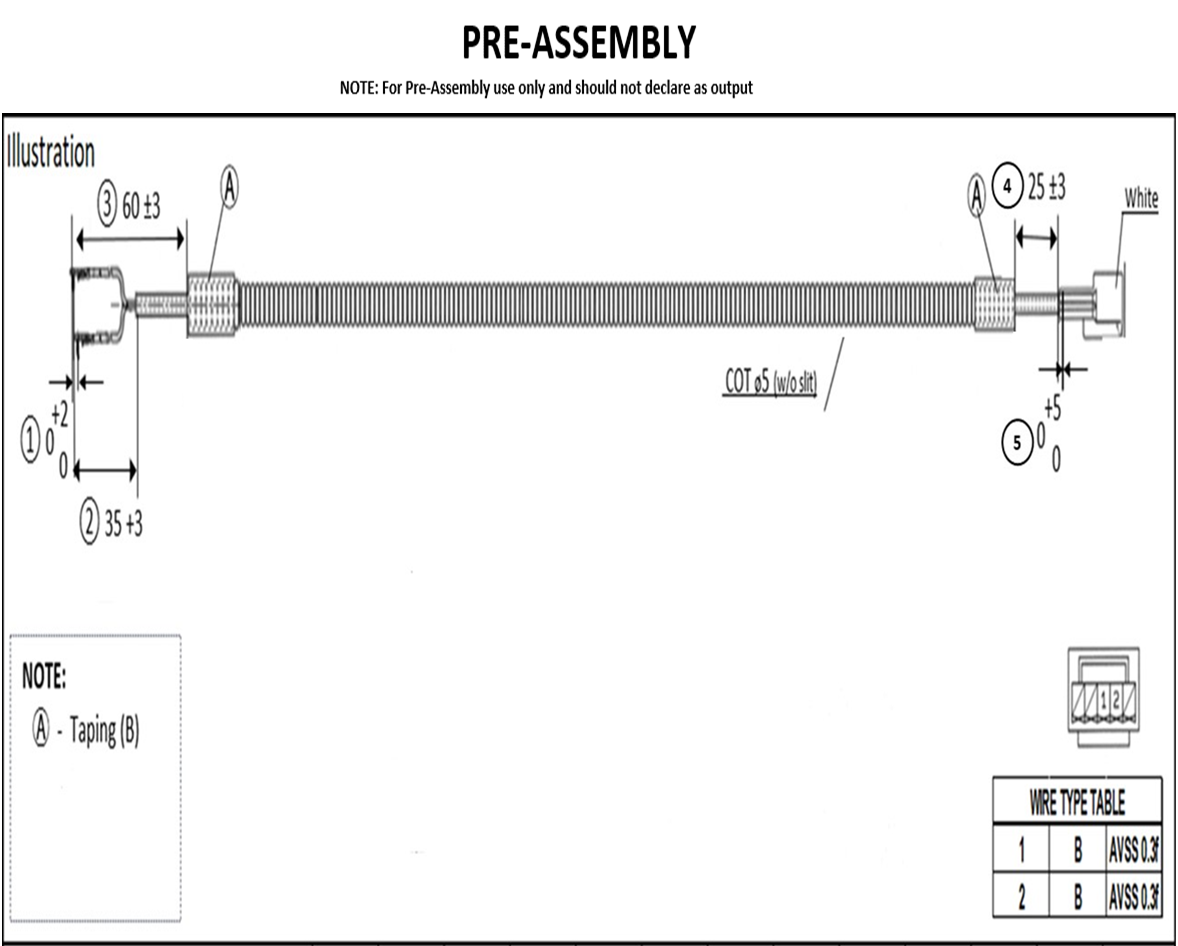 PRE-ASSEMBLY
NOTE: For Pre-Assembly use only and should not declare as output
Illustration
3 60 ±3
A
A
4 25 ±3
White
COT ø5 (w/o slit)
+2
1 0
0
2 35 +3
+5
5 0
0
NOTE:
A - Taping (B)
1 2
WIRE TYPE TABLE
1 B AVSS 0.3f
2 B AVSS 0.3f